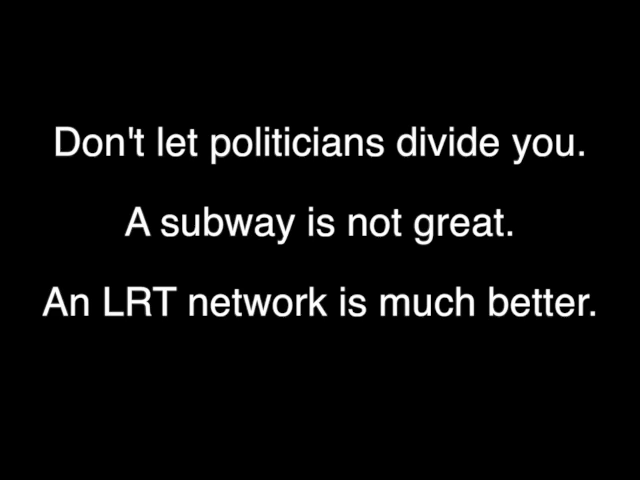 Don't let politicians divide you.
A subway is not great.
An LRT network is much better.